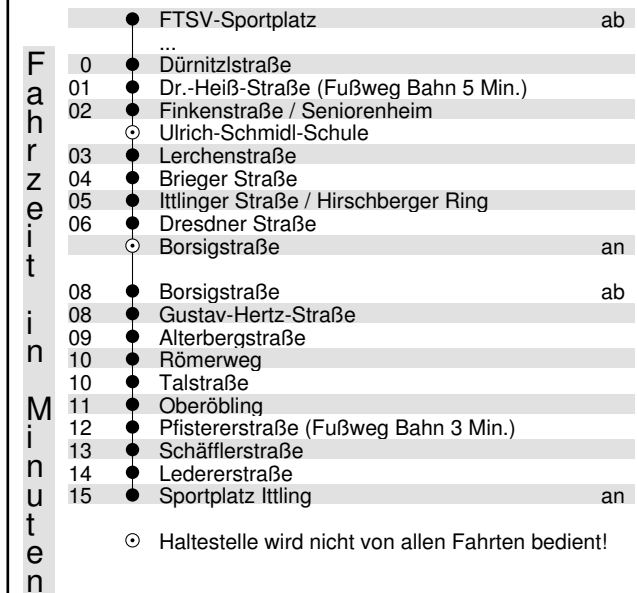 FTSV-Sportplatz ab
...
0 Dürnitzlstraße
01 Dr.-Heiß-Straße (Fußweg Bahn 5 Min.)
02 Finkenstraße / Seniorenheim
Ulrich-Schmidl-Schule
03 Lerchenstraße
04 Brieger Straße
05 Ittlinger Straße / Hirschberger Ring
06 Dresdner Straße
Borsigstraße an
08 Borsigstraße ab
08 Gustav-Hertz-Straße
09 Alterbergstraße
10 Römerweg
10 Talstraße
11 Oberöbling
12 Pfistererstraße (Fußweg Bahn 3 Min.)
13 Schäfflerstraße
14 Ledererstraße
15 Sportplatz Ittling an
☉ Haltestelle wird nicht von allen Fahrten bedient!
Fahrzeit in Minuten